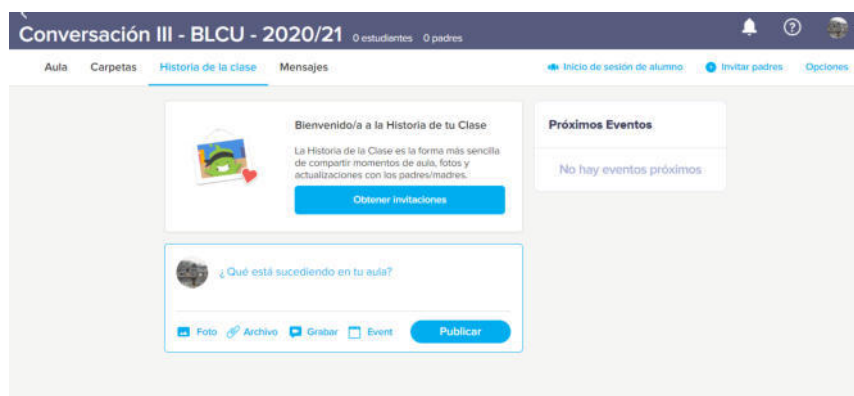 Conversación III - BLCU - 2020/21 0 estudiantes 0 padres
Aula Carpetas Historia de la clase Mensajes Inicio de sesión de alumno Invitar padres Opciones
Bienvenido/a a la Historia de tu Clase
La Historia de la Clase es la forma más sencilla
de compartir momentos de aula, fotos y
actualizaciones con los padres/madres.
Obtener invitaciones
Próximos Eventos
No hay eventos próximos
¿Qué está sucediendo en tu aula?
Foto Archivo Grabar Event Publicar